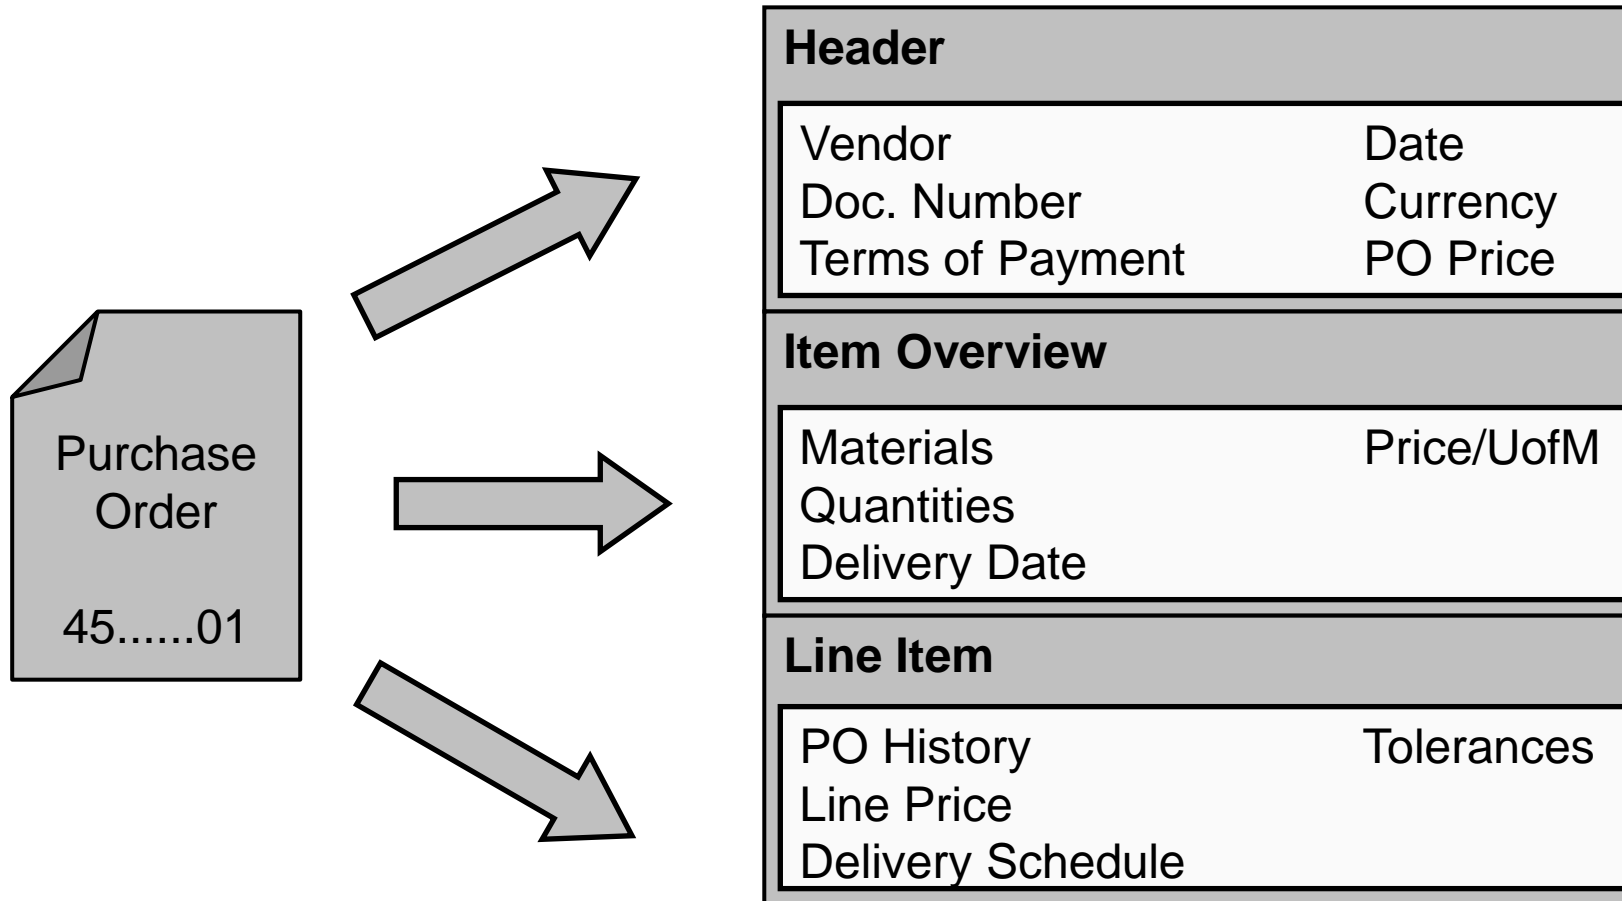 Purchase
Order
45......01
Header
Vendor Date
Doc. Number Currency
Terms of Payment PO Price
Item Overview
Materials Price/UofM
Quantities
Delivery Date
Line Item
PO History Tolerances
Line Price
Delivery Schedule